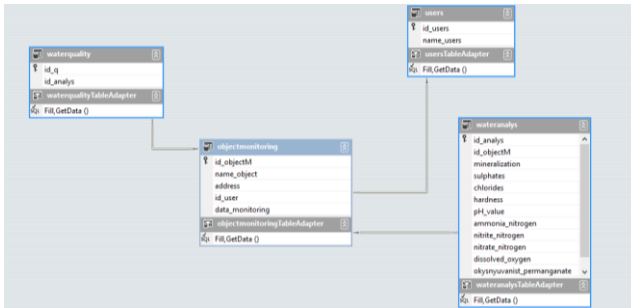 users
id_users
name_users
usersTableAdapter
Fill,GetData ()
waterquality
id_q
id_analys
waterqualityTableAdapter
Fill,GetData ()
objectmonitoring
id_objectM
name_object
address
id_user
data_monitoring
objectmonitoringTableAdapter
Fill,GetData ()
wateranalys
id_analys
id_objectM
mineralization
sulphates
chlorides
hardness
pH_value
ammonia_nitrogen
nitrite_nitrogen
nitrate_nitrogen
dissolved_oxygen
okysnyuvanist_permanganate
wateranalysTableAdapter
Fill,GetData ()